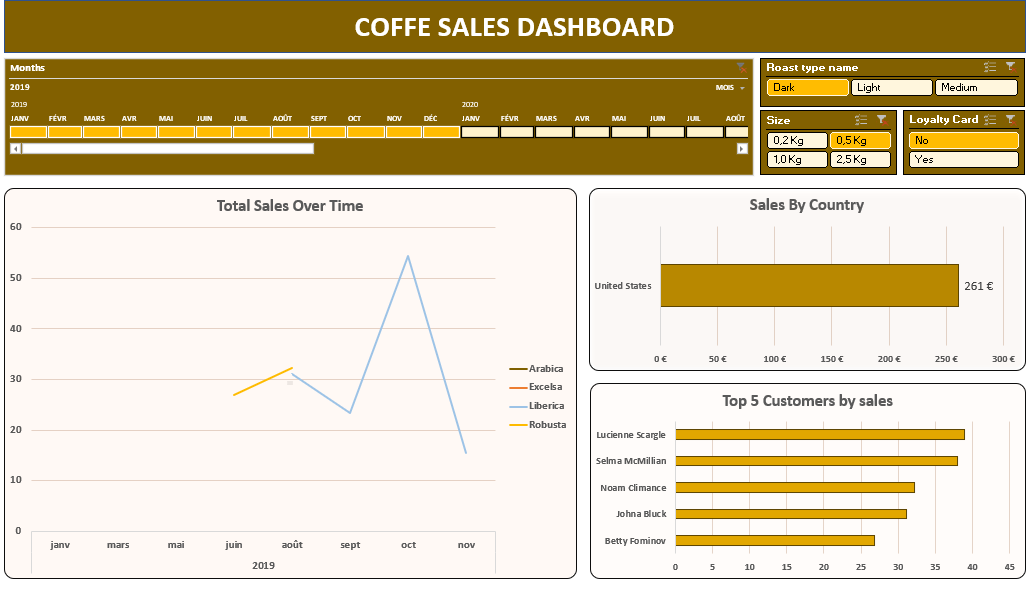 COFFE SALES DASHBOARD
Months
2019 MOIS
2019 2020
JANV FÉVR MARS AVR MAI JUIN JUIL AOÛT SEPT OCT NOV DÉC JANV FÉVR MARS AVR MAI JUIN JUIL AOÛT
Roast type name
Dark Light Medium
Size
0,2 Kg 0,5 Kg
1,0 Kg 2,5 Kg
Loyalty Card
No
Yes
Total Sales Over Time
60
50
40
30
20
10
0
janv mars mai juin août sept oct nov
2019
Arabica
Excelsa
Liberica
Robusta
Sales By Country
United States 261 €
0 € 50 € 100 € 150 € 200 € 250 € 300 €
Top 5 Customers by sales
Lucienne Scargle
Selma McMillian
Noam Climance
Johna Bluck
Betty Fominov
0 5 10 15 20 25 30 35 40 45